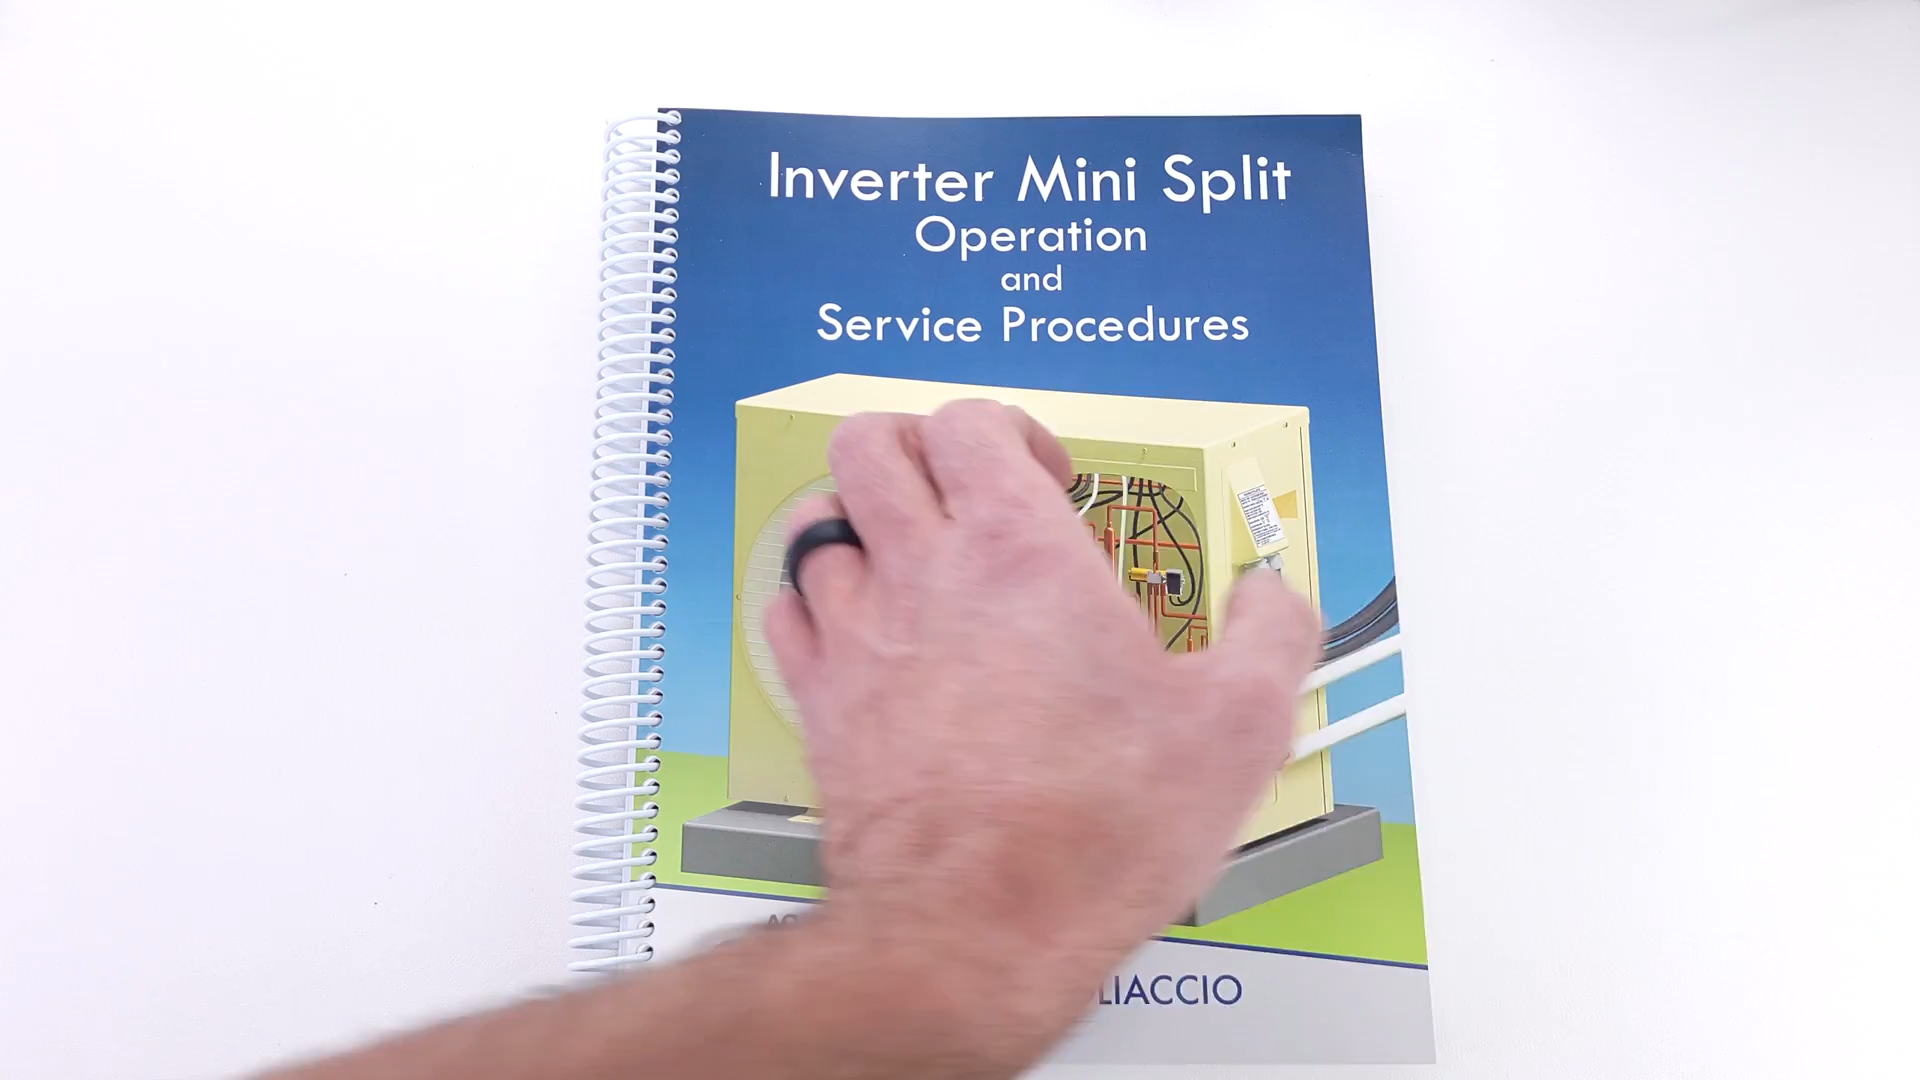 Inverter Mini Split
Operation
and
Service Procedures
LIACCIO